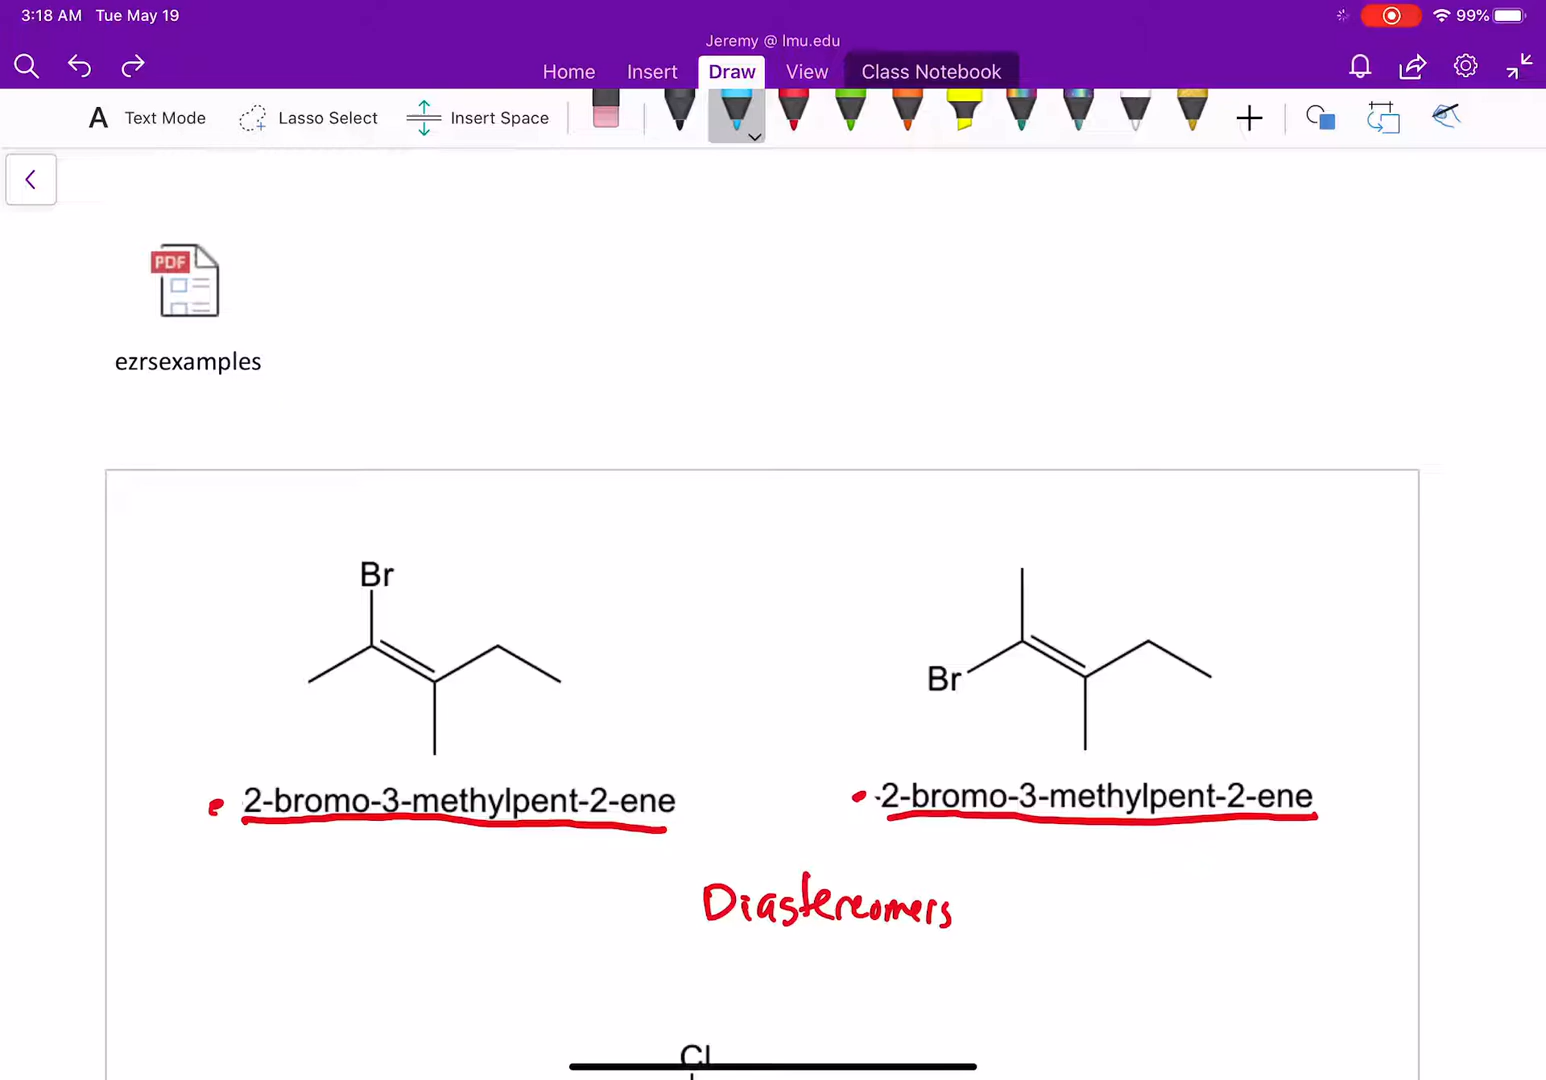 3:18 AM Tue May 19
99%
Jeremy @ lmu.edu
Home Insert Draw View Class Notebook
A Text Mode Lasso Select Insert Space
PDF
ezrsexamples
Br
Br
2-bromo-3-methylpent-2-ene
2-bromo-3-methylpent-2-ene
Diastereomers
Cl